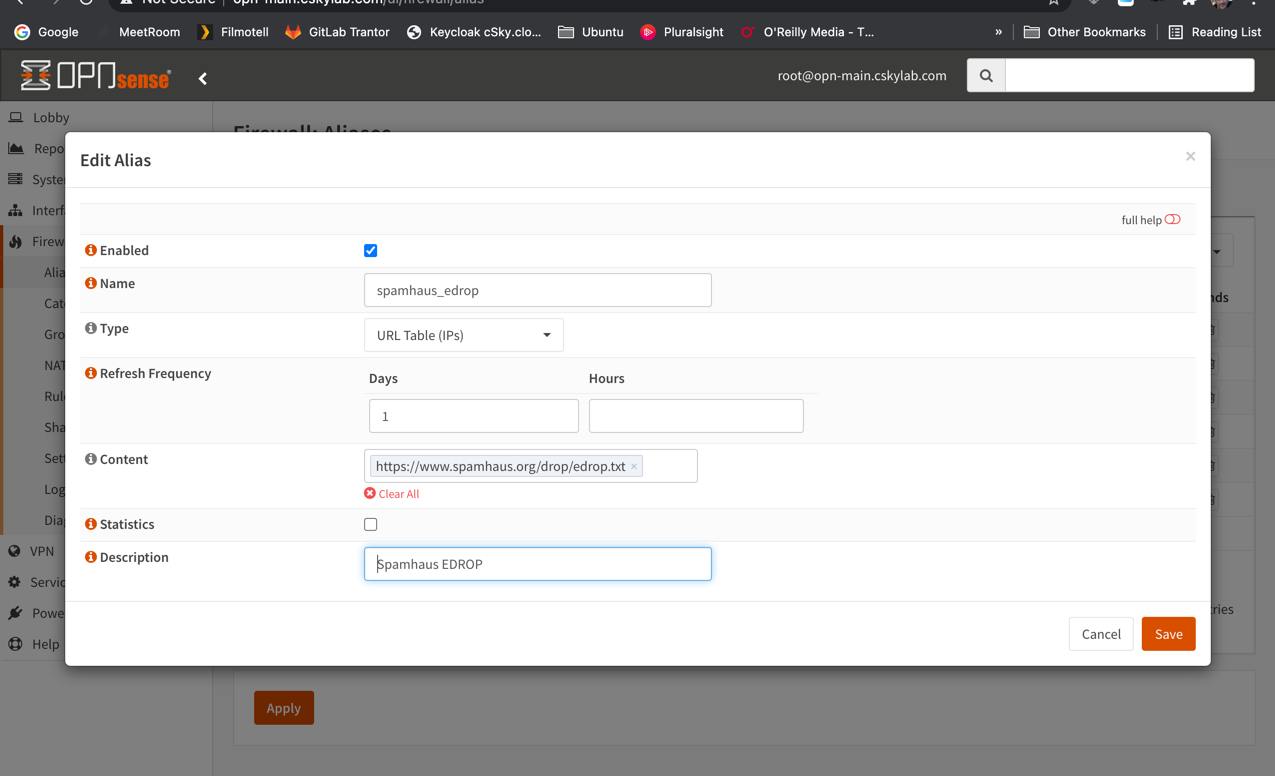 Not Secure | opn-main.cskylab.com/ui/firewall/alias
Google MeetRoom Filmotell GitLab Trantor Keycloak cSky.clo... Ubuntu Pluralsight O'Reilly Media - T... » Other Bookmarks Reading List
OPNsense® root@opn-main.cskylab.com
Lobby
Firewall: Aliases
Edit Alias ×
Repo
Syste
Interf
full help
Firew
Enabled
Alia
Name spamhaus_edrop
Cat
nds
Gro
Type URL Table (IPs)
NAT
Refresh Frequency Days Hours
Rul
1
Sha
Content https://www.spamhaus.org/drop/edrop.txt ×
Set
Clear All
Log
Statistics
Dia
VPN
Description Spamhaus EDROP
Servic
Powe
tries
Help
Cancel Save
Apply